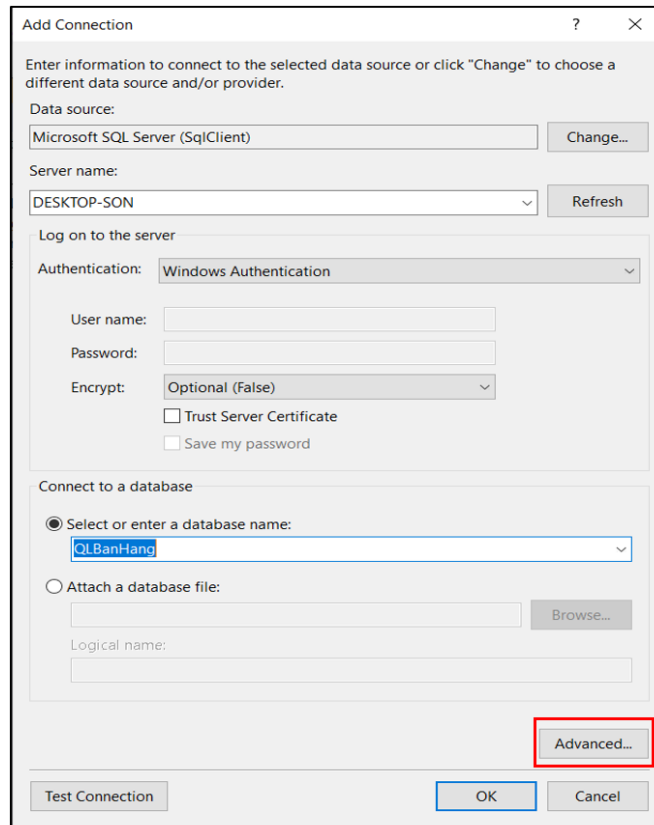 Add Connection ? ×
Enter information to connect to the selected data source or click "Change" to choose a
different data source and/or provider.
Data source:
Microsoft SQL Server (SqlClient) Change...
Server name:
DESKTOP-SON Refresh
Log on to the server
Authentication: Windows Authentication
User name:
Password:
Encrypt: Optional (False)
Trust Server Certificate
Save my password
Connect to a database
Select or enter a database name:
QLBanHang
Attach a database file:
Browse...
Logical name:
Advanced...
Test Connection OK Cancel